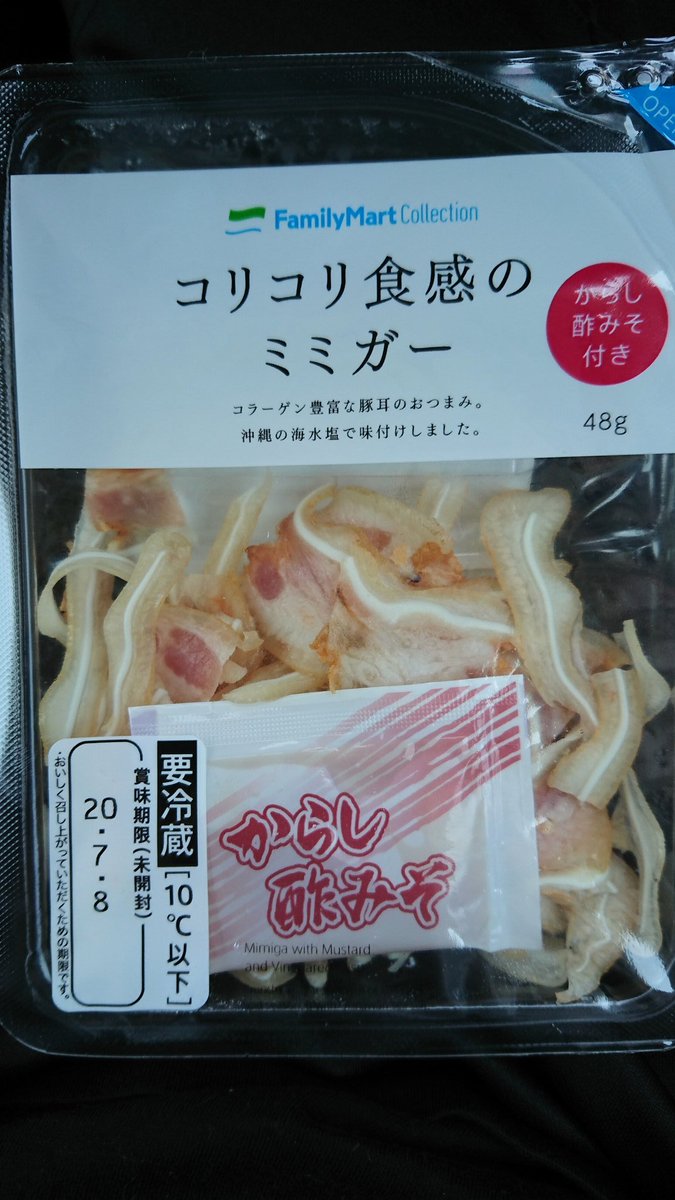 OPEN
FamilyMart Collection
コリコリ食感の
ミミガー
からし
酢みそ
付き
コラーゲン豊富な豚耳のおつまみ。
沖縄の海水塩で味付けしました。
48g
要冷蔵[10℃以下]
賞味期限(未開封)
20・7・8
・おいしく召し上がっていただくための期限です。
からし
酢みそ
Mimiga with Mustard
and